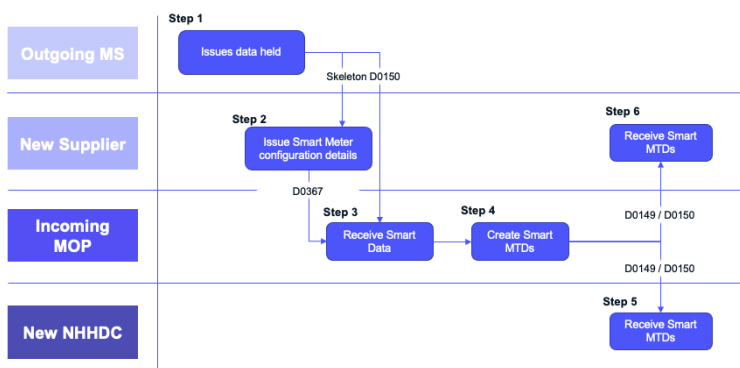 Step 1
Outgoing MS
Issues data held
Skeleton D0150
Step 2
Step 6
New Supplier
Issue Smart Meter
configuration details
Receive Smart
MTDs
D0367
Step 3
Step 4
Incoming
MOP
Receive Smart
Data
Create Smart
MTDs
D0149 / D0150
D0149 / D0150
Step 5
New NHHDC
Receive Smart
MTDs